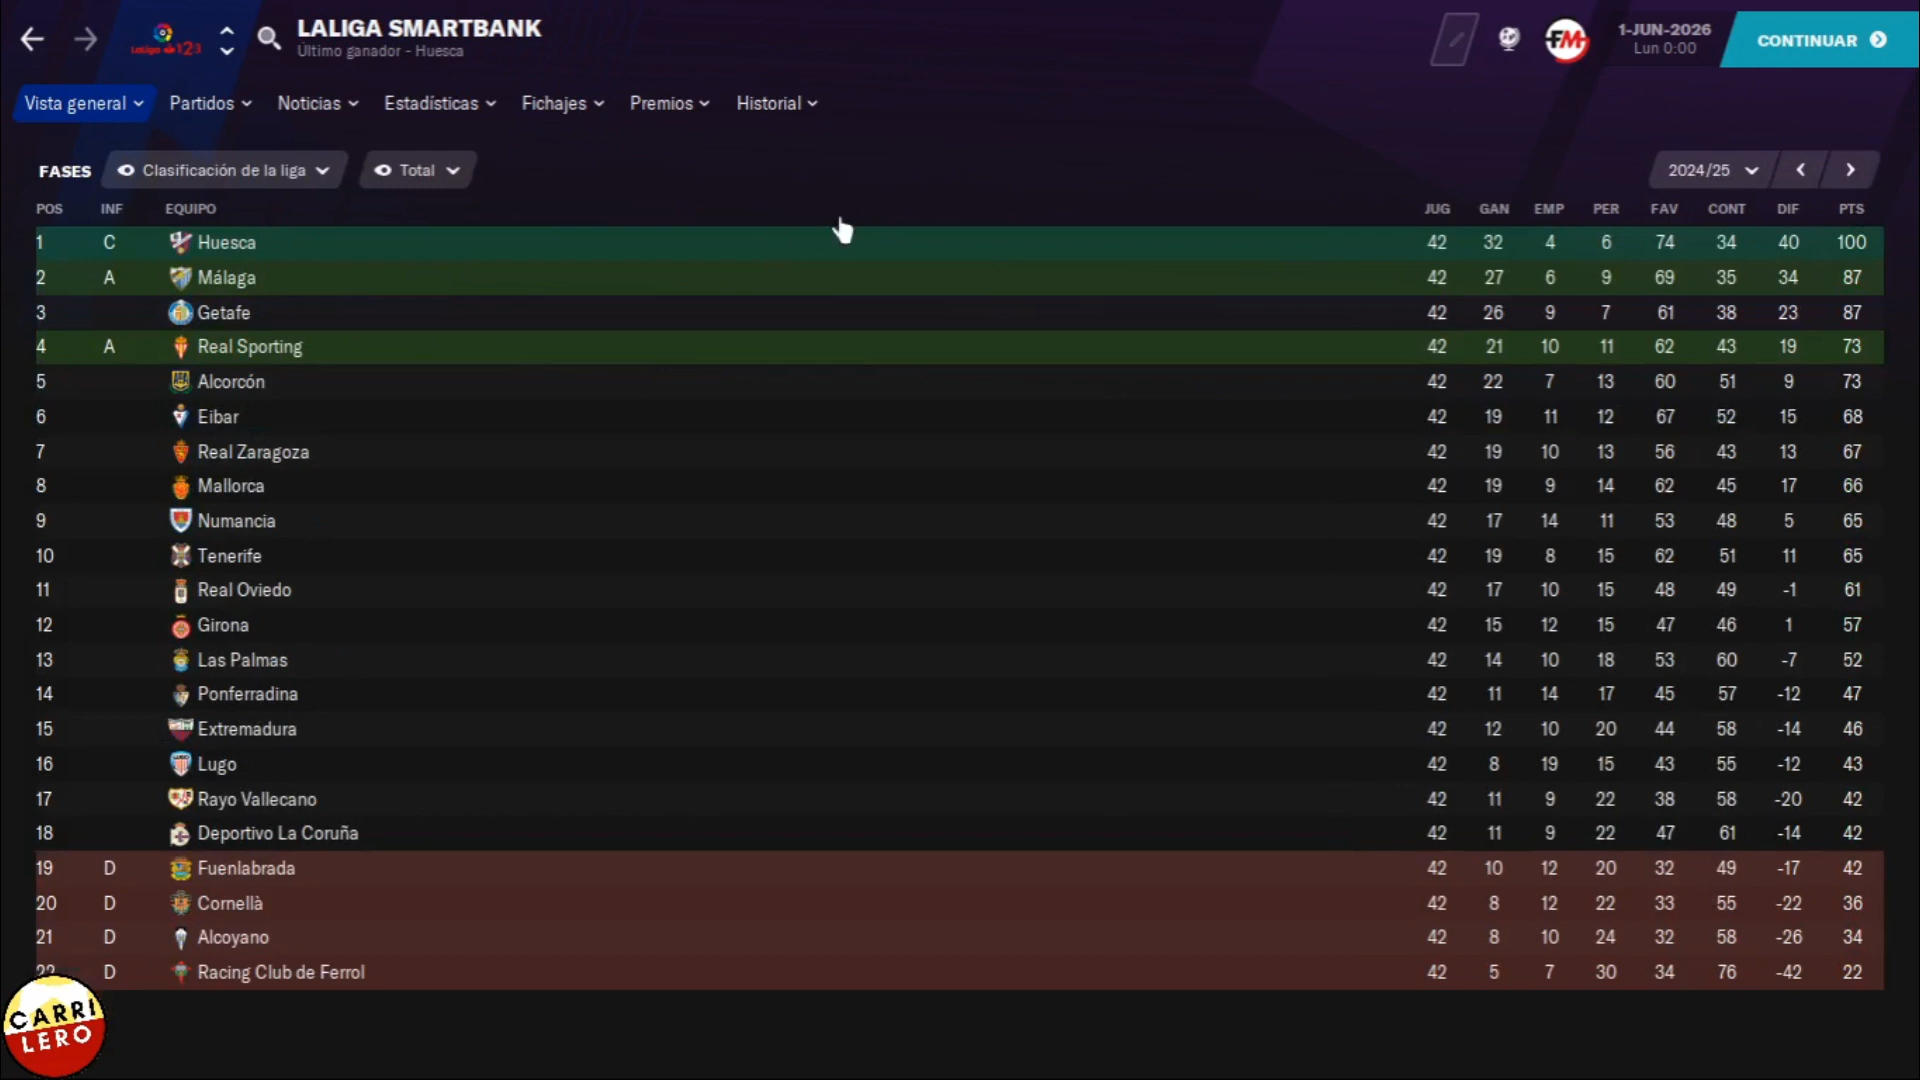 LaLiga 123
LALIGA SMARTBANK
Último ganador - Huesca
FM
1-JUN-2026
Lun 0:00
CONTINUAR
Vista general Partidos Noticias Estadísticas Fichajes Premios Historial
FASES Clasificación de la liga Total 2024/25
POS INF EQUIPO JUG GAN EMP PER FAV CONT DIF PTS
1 C Huesca 42 32 4 6 74 34 40 100
2 A Málaga 42 27 6 9 69 35 34 87
3 Getafe 42 26 9 7 61 38 23 87
4 A Real Sporting 42 21 10 11 62 43 19 73
5 Alcorcón 42 22 7 13 60 51 9 73
6 Eibar 42 19 11 12 67 52 15 68
7 Real Zaragoza 42 19 10 13 56 43 13 67
8 Mallorca 42 19 9 14 62 45 17 66
9 Numancia 42 17 14 11 53 48 5 65
10 Tenerife 42 19 8 15 62 51 11 65
11 Real Oviedo 42 17 10 15 48 49 -1 61
12 Girona 42 15 12 15 47 46 1 57
13 Las Palmas 42 14 10 18 53 60 -7 52
14 Ponferradina 42 11 14 17 45 57 -12 47
15 Extremadura 42 12 10 20 44 58 -14 46
16 Lugo 42 8 19 15 43 55 -12 43
17 Rayo Vallecano 42 11 9 22 38 58 -20 42
18 Deportivo La Coruña 42 11 9 22 47 61 -14 42
19 D Fuenlabrada 42 10 12 20 32 49 -17 42
20 D Cornellà 42 8 12 22 33 55 -22 36
21 D Alcoyano 42 8 10 24 32 58 -26 34
22 D Racing Club de Ferrol 42 5 7 30 34 76 -42 22
CARRI
LERO